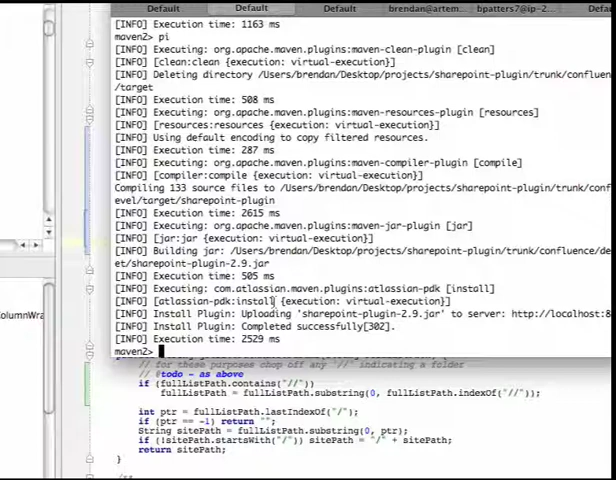 Default Default Default brendan@artem... bpatters7@ip-2...
[INFO] Execution time: 1163 ms
maven2> pi
[INFO] Executing: org.apache.maven.plugins:maven-clean-plugin [clean]
[INFO] [clean:clean {execution: virtual-execution}]
[INFO] Deleting directory /Users/brendan/Desktop/projects/sharepoint-plugin/trunk/confluen
/target
[INFO] Execution time: 508 ms
[INFO] Executing: org.apache.maven.plugins:maven-resources-plugin [resources]
[INFO] [resources:resources {execution: virtual-execution}]
[INFO] Using default encoding to copy filtered resources.
[INFO] Execution time: 287 ms
[INFO] Executing: org.apache.maven.plugins:maven-compiler-plugin [compile]
[INFO] [compiler:compile {execution: virtual-execution}]
Compiling 133 source files to /Users/brendan/Desktop/projects/sharepoint-plugin/trunk/conf
evel/target/sharepoint-plugin
[INFO] Execution time: 2615 ms
[INFO] Executing: org.apache.maven.plugins:maven-jar-plugin [jar]
[INFO] [jar:jar {execution: virtual-execution}]
[INFO] Building jar: /Users/brendan/Desktop/projects/sharepoint-plugin/trunk/confluence/de
et/sharepoint-plugin-2.9.jar
[INFO] Execution time: 505 ms
[INFO] Executing: com.atlassian.maven.plugins:atlassian-pdk [install]
[INFO] [atlassian-pdk:install {execution: virtual-execution}]
[INFO] Install Plugin: Uploading 'sharepoint-plugin-2.9.jar' to server: http://localhost:8
[INFO] Install Plugin: Completed successfully[302].
[INFO] Execution time: 2529 ms
maven2>
olumnWra
// for these purposes chop off any "//" indicating a folder
// @todo - as above
if (fullListPath.contains("//"))
fullListPath = fullListPath.substring(0, fullListPath.indexOf("//"));
int ptr = fullListPath.lastIndexOf("/");
if (ptr == -1) return "";
String sitePath = fullListPath.substring(0, ptr);
if (!sitePath.startsWith("/")) sitePath = "/" + sitePath;
return sitePath;
}
/**